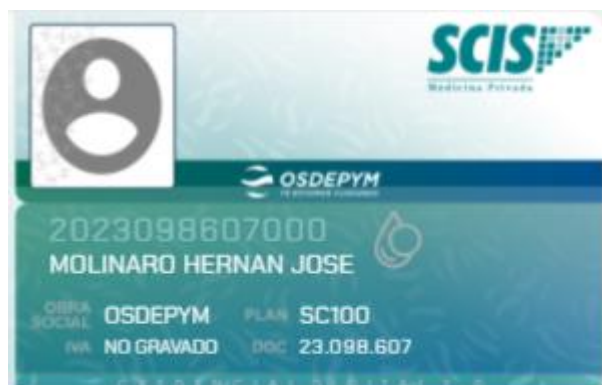 SCIS
Medicina Privada
OSDEPYM
2023098607000
MOLINARO HERNAN JOSE
OBRA SOCIAL OSDEPYM PLAN SC100
IVA NO GRAVADO DOC 23.098.607